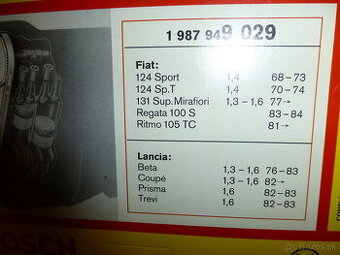 1 987 949 029
Fiat:
124 Sport 1,4 68–73
124 Sp.T 1,4 70–74
131 Sup.Mirafiori 1,3–1,6 77→
Regata 100 S 83–84
Ritmo 105 TC 81→
Lancia:
Beta 1,3–1,6 76–83
Coupé 1,3–1,6 82→
Prisma 1,6 82–83
Trevi 1,6 82–83
BOSCH